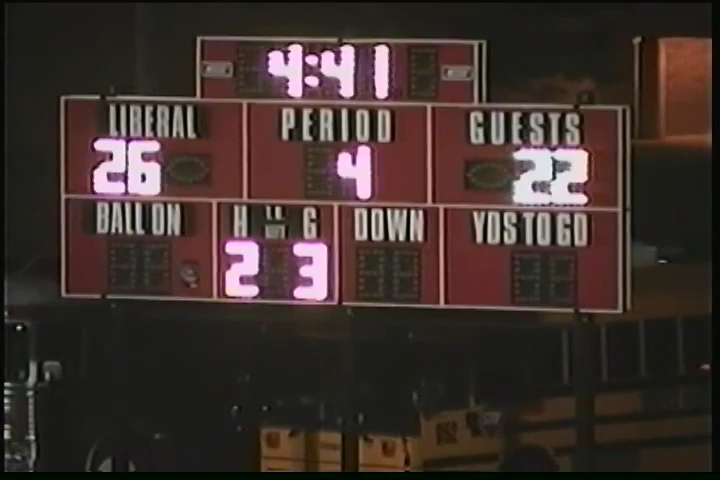 4:41
LIBERAL PERIOD GUESTS
26 4 22
BALL ON H G DOWN YDS TO GO
2 3